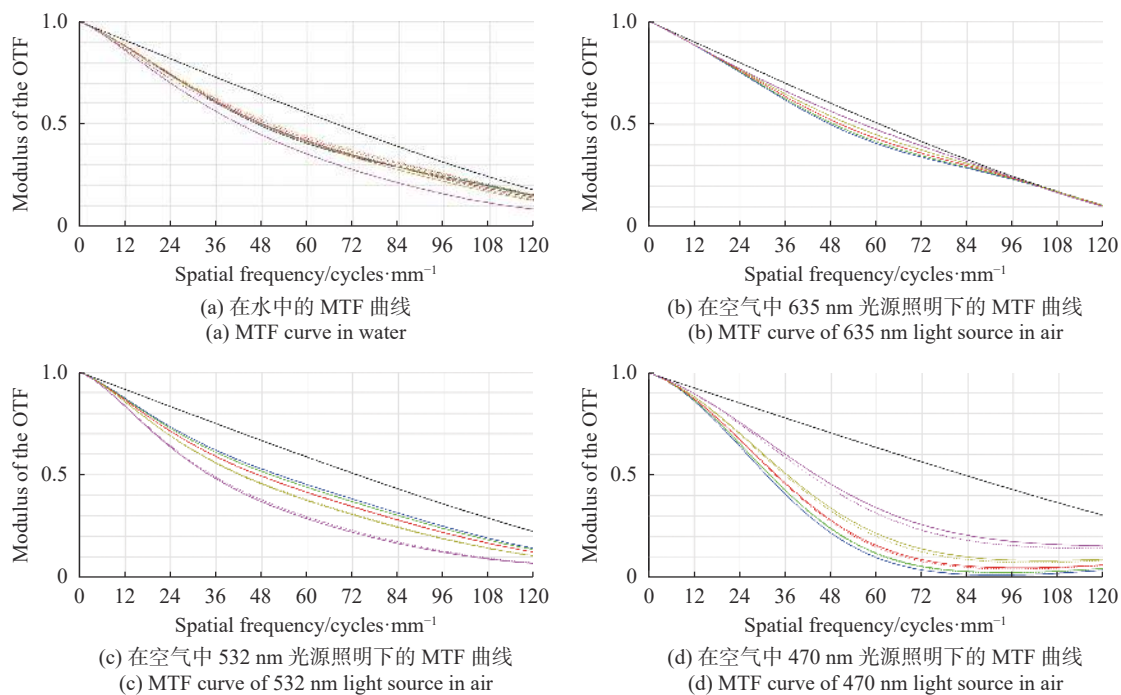 1.0
0.5
0
Modulus of the OTF
0 12 24 36 48 60 72 84 96 108 120
Spatial frequency/cycles·mm⁻¹
(a) 在水中的 MTF 曲线
(a) MTF curve in water
1.0
0.5
0
Modulus of the OTF
0 12 24 36 48 60 72 84 96 108 120
Spatial frequency/cycles·mm⁻¹
(b) 在空气中 635 nm 光源照明下的 MTF 曲线
(b) MTF curve of 635 nm light source in air
1.0
0.5
0
Modulus of the OTF
0 12 24 36 48 60 72 84 96 108 120
Spatial frequency/cycles·mm⁻¹
(c) 在空气中 532 nm 光源照明下的 MTF 曲线
(c) MTF curve of 532 nm light source in air
1.0
0.5
0
Modulus of the OTF
0 12 24 36 48 60 72 84 96 108 120
Spatial frequency/cycles·mm⁻¹
(d) 在空气中 470 nm 光源照明下的 MTF 曲线
(d) MTF curve of 470 nm light source in air